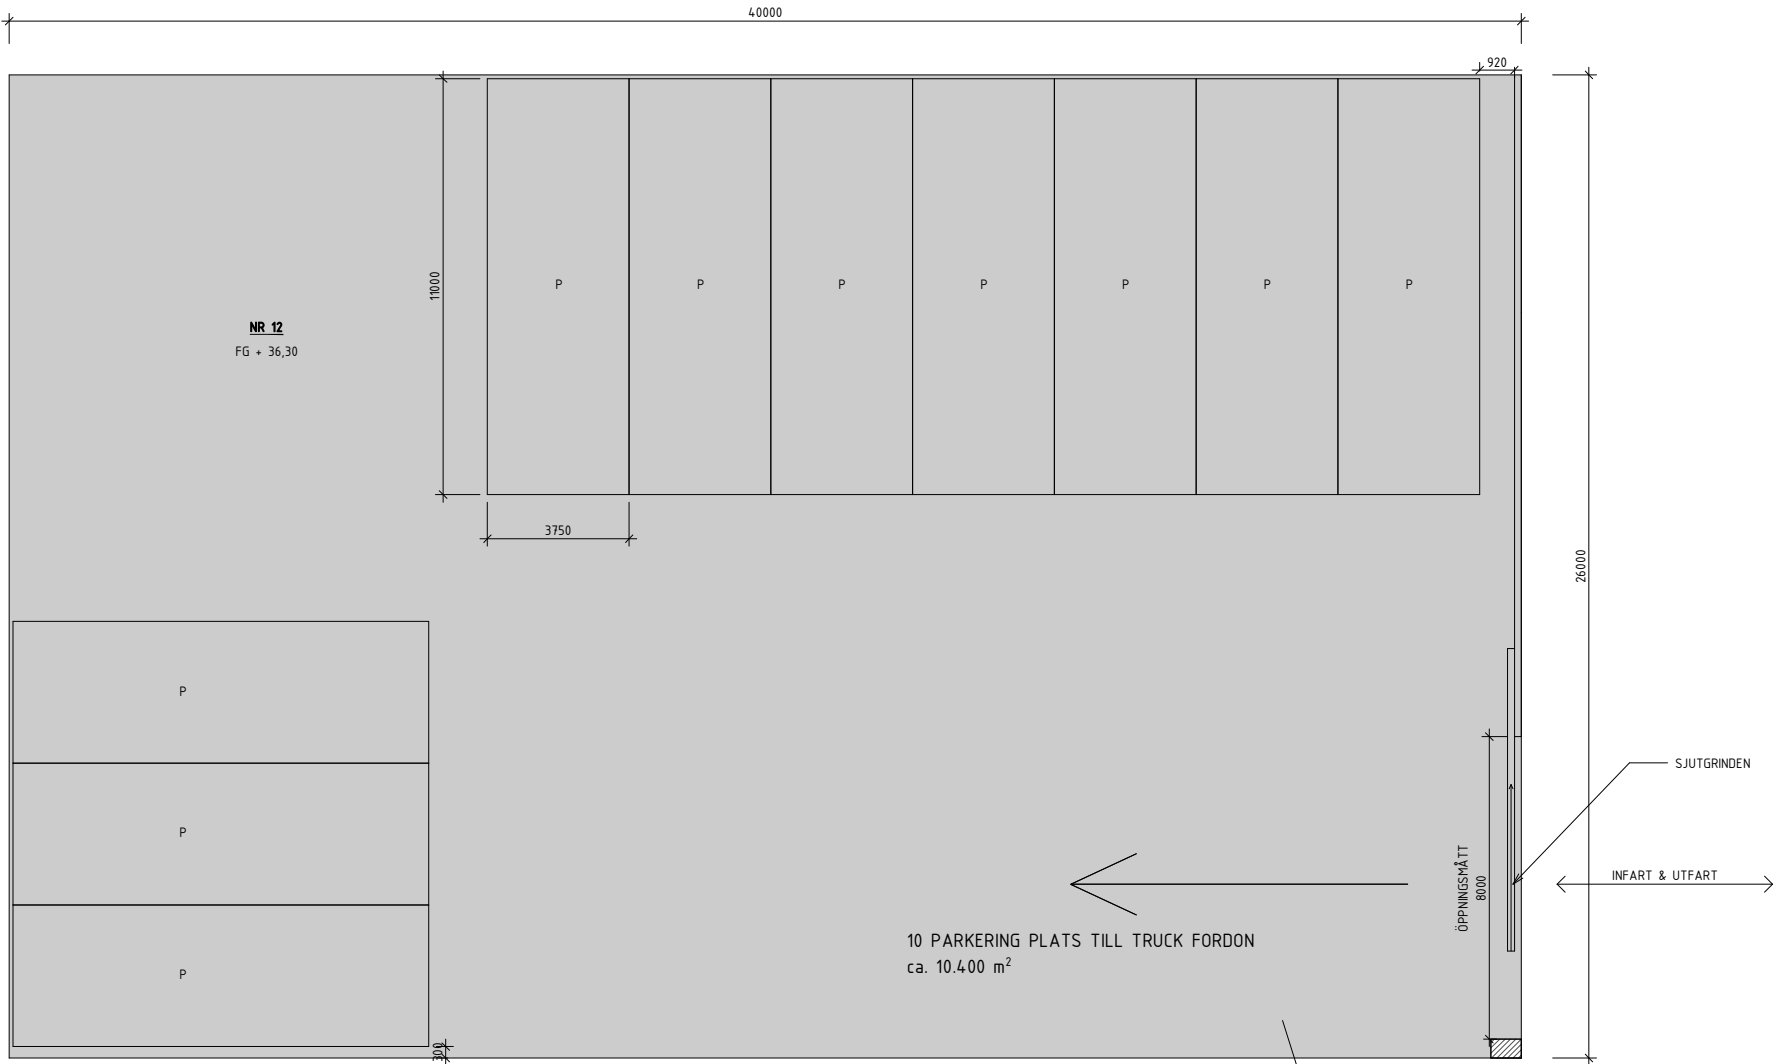 40000
920
11000
P
P
P
P
P
P
P
NR 12
FG + 36,30
3750
26000
P
P
P
SJUTGRINDEN
ÖPPNINGSMÅTT
8000
INFART & UTFART
10 PARKERING PLATS TILL TRUCK FORDON
ca. 10.400 m²
300